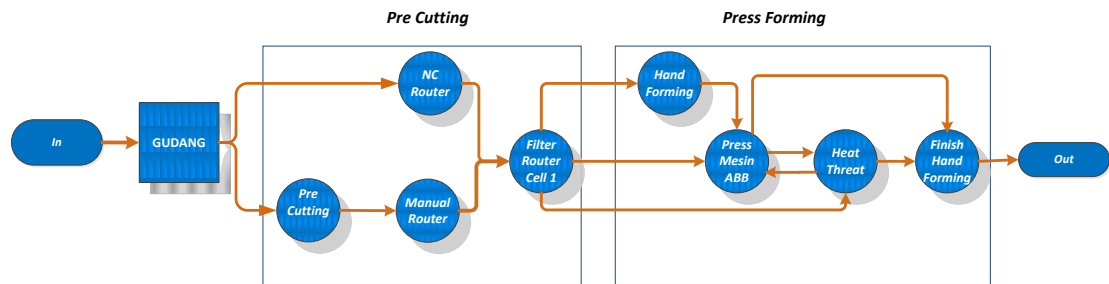 Pre Cutting
Press Forming
In
GUDANG
NC
Router
Pre
Cutting
Manual
Router
Filter
Router
Cell 1
Hand
Forming
Press
Mesin
ABB
Heat
Threat
Finish
Hand
Forming
Out